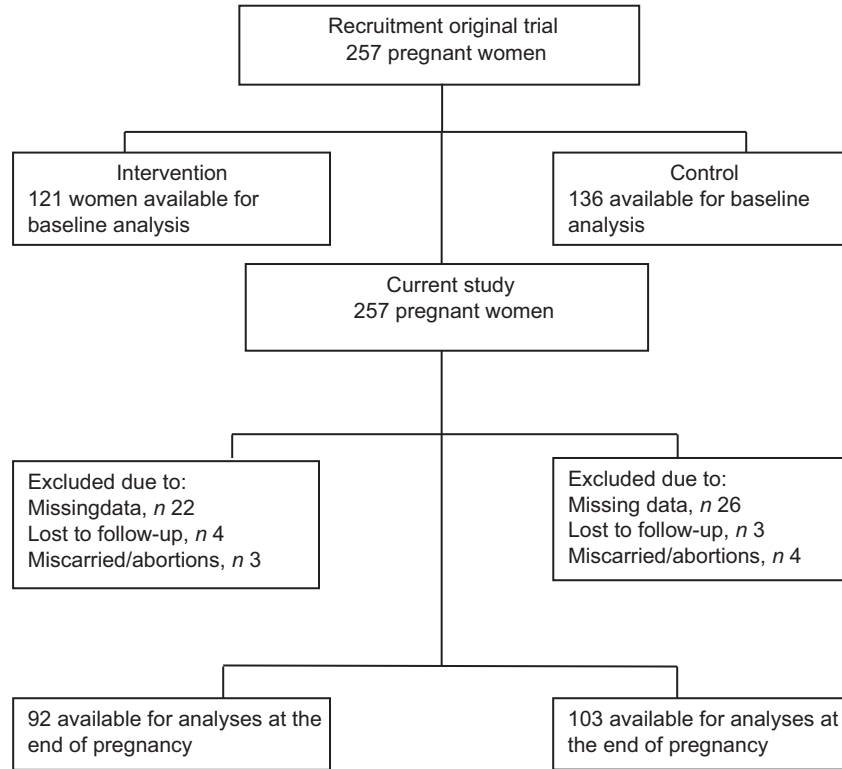 Recruitment original trial
257 pregnant women
Intervention
121 women available for
baseline analysis
Control
136 available for baseline
analysis
Current study
257 pregnant women
Excluded due to:
Missingdata, n 22
Lost to follow-up, n 4
Miscarried/abortions, n 3
Excluded due to:
Missing data, n 26
Lost to follow-up, n 3
Miscarried/abortions, n 4
92 available for analyses at the
end of pregnancy
103 available for analyses at
the end of pregnancy